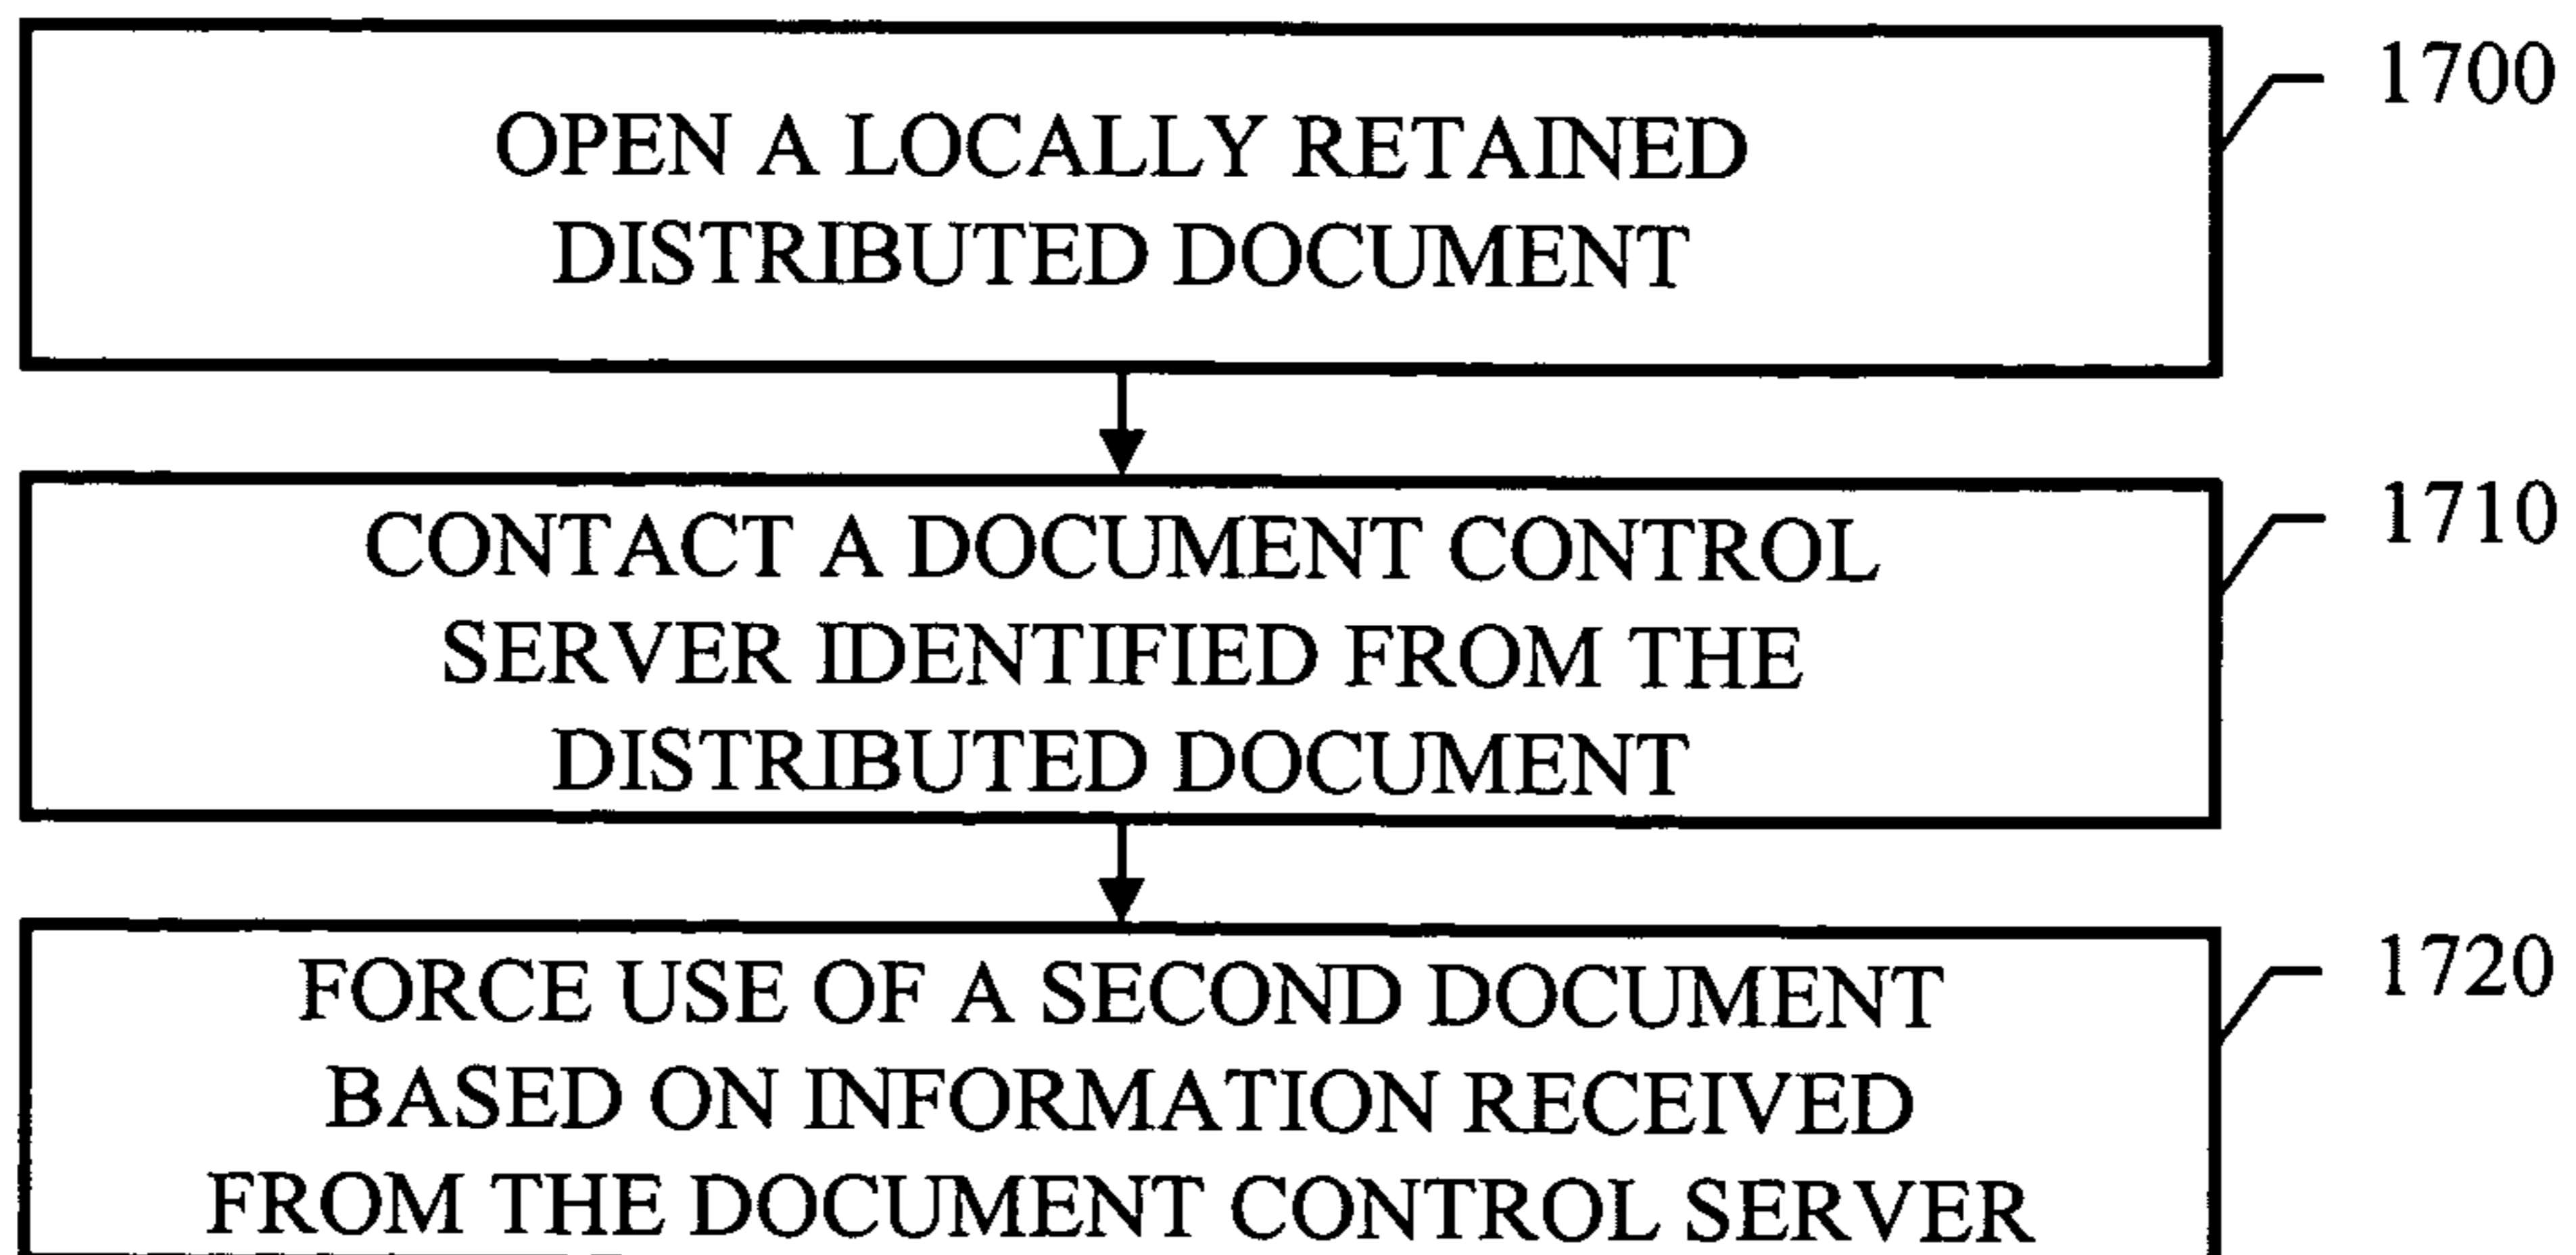 OPEN A LOCALLY RETAINED
DISTRIBUTED DOCUMENT
1700
CONTACT A DOCUMENT CONTROL
SERVER IDENTIFIED FROM THE
DISTRIBUTED DOCUMENT
1710
FORCE USE OF A SECOND DOCUMENT
BASED ON INFORMATION RECEIVED
FROM THE DOCUMENT CONTROL SERVER
1720